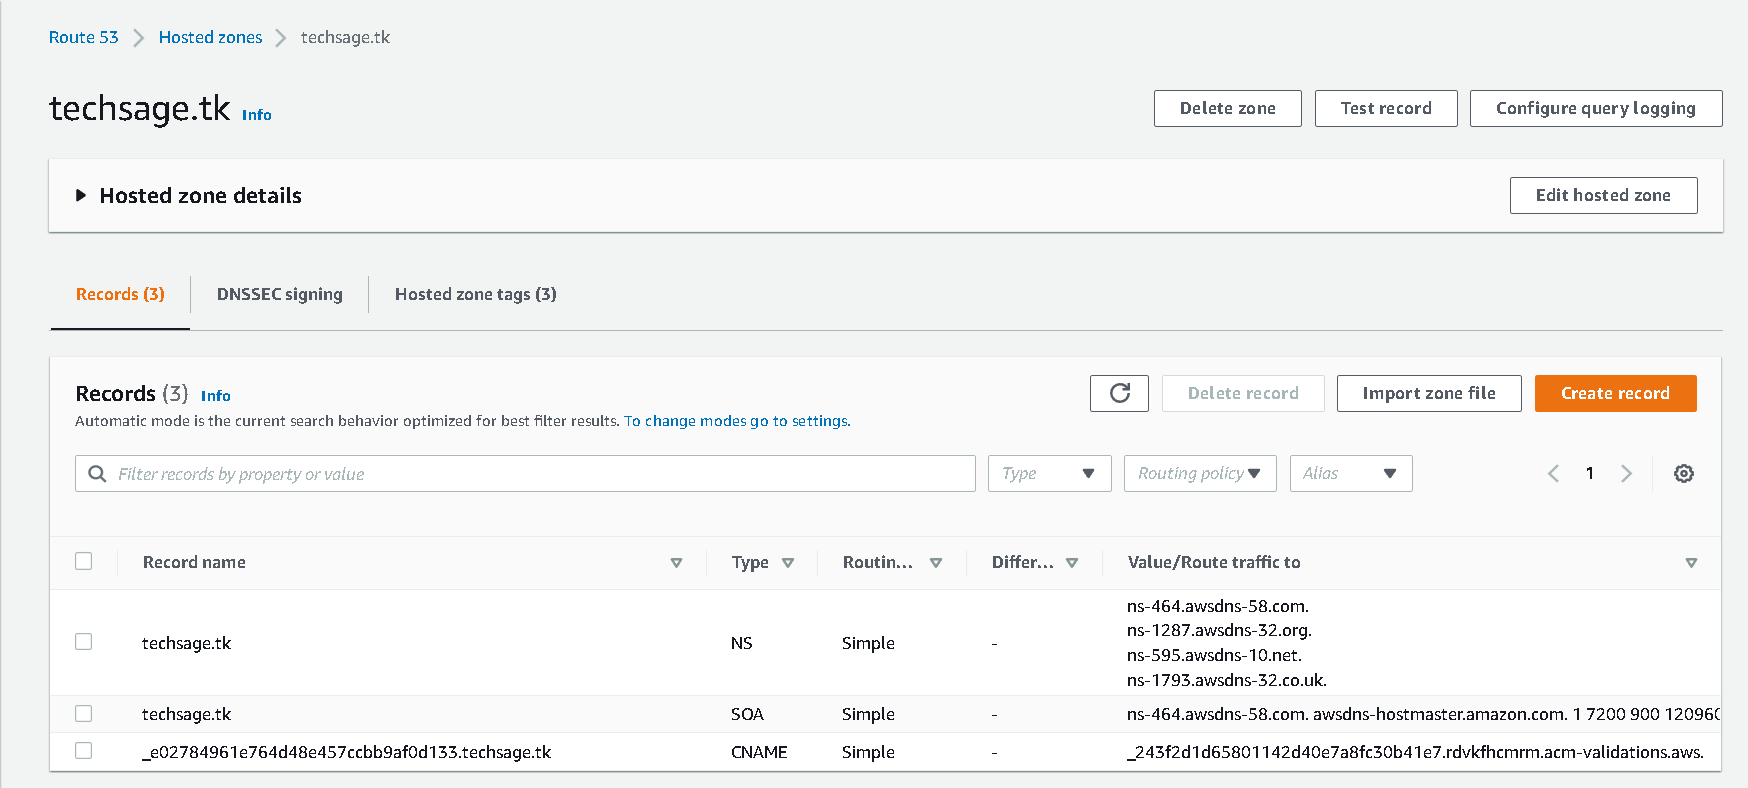 Route 53 Hosted zones techsage.tk
techsage.tk Info
Delete zone Test record Configure query logging
Hosted zone details Edit hosted zone
Records (3) DNSSEC signing Hosted zone tags (3)
Records (3) Info
Delete record Import zone file Create record
Automatic mode is the current search behavior optimized for best filter results. To change modes go to settings.
Filter records by property or value Type Routing policy Alias 1
Record name Type Routin... Differ... Value/Route traffic to
techsage.tk NS Simple - ns-464.awsdns-58.com.
ns-1287.awsdns-32.org.
ns-595.awsdns-10.net.
ns-1793.awsdns-32.co.uk.
techsage.tk SOA Simple - ns-464.awsdns-58.com. awsdns-hostmaster.amazon.com. 1 7200 900 120960
_e02784961e764d48e457ccbb9af0d133.techsage.tk CNAME Simple - _243f2d1d65801142d40e7a8fc30b41e7.rdvkfhcmrm.acm-validations.aws.